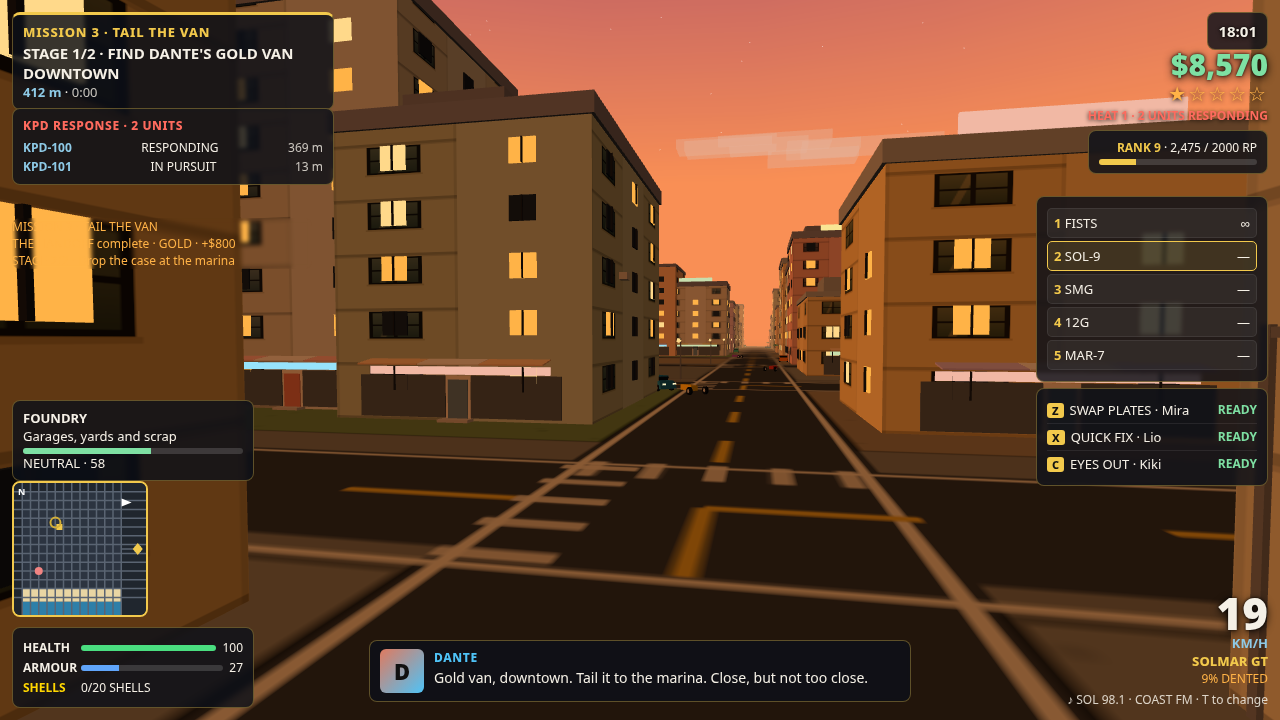 MISSION 3 · TAIL THE VAN
STAGE 1/2 · FIND DANTE'S GOLD VAN
DOWNTOWN
412 m · 0:00
KPD RESPONSE · 2 UNITS
KPD-100 RESPONDING 369 m
KPD-101 IN PURSUIT 13 m
TAIL THE VAN
complete · GOLD · +$800
the case at the marina
FOUNDRY
Garages, yards and scrap
NEUTRAL · 58
N
HEALTH 100
ARMOUR 27
SHELLS 0/20 SHELLS
D
DANTE
Gold van, downtown. Tail it to the marina. Close, but not too close.
18:01
$8,570
★☆☆☆☆
HEAT 1 · 2 UNITS RESPONDING
RANK 9 · 2,475 / 2000 RP
1 FISTS ∞
2 SOL-9 —
3 SMG —
4 12G —
5 MAR-7 —
Z SWAP PLATES · Mira READY
X QUICK FIX · Lio READY
C EYES OUT · Kiki READY
19
KM/H
SOLMAR GT
9% DENTED
♪ SOL 98.1 · COAST FM · T to change